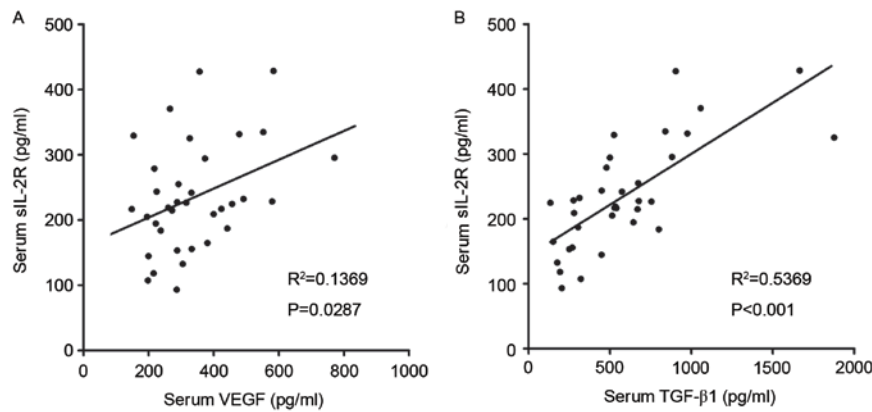 A
500
400
300
200
100
0
Serum sIL-2R (pg/ml)
R²=0.1369
P=0.0287
0 200 400 600 800 1000
Serum VEGF (pg/ml)
B
500
400
300
200
100
0
Serum sIL-2R (pg/ml)
R²=0.5369
P<0.001
0 500 1000 1500 2000
Serum TGF-β1 (pg/ml)